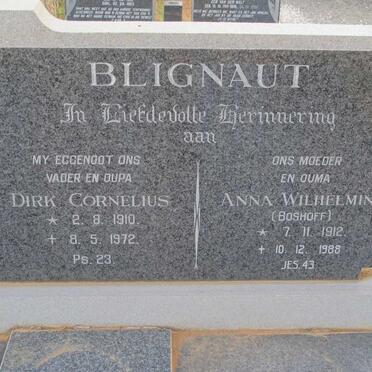 BLIGNAUT
In Liefdevolle Herinnering
aan
MY EGGENOOT ONS
VADER EN OUPA
DIRK CORNELIUS
* 2. 8. 1910.
+ 8. 5. 1972.
PS. 23.
ONS MOEDER
EN OUMA
ANNA WILHELMIN
(BOSHOFF)
* 7. 11. 1912.
+ 10. 12. 1988
JES. 43